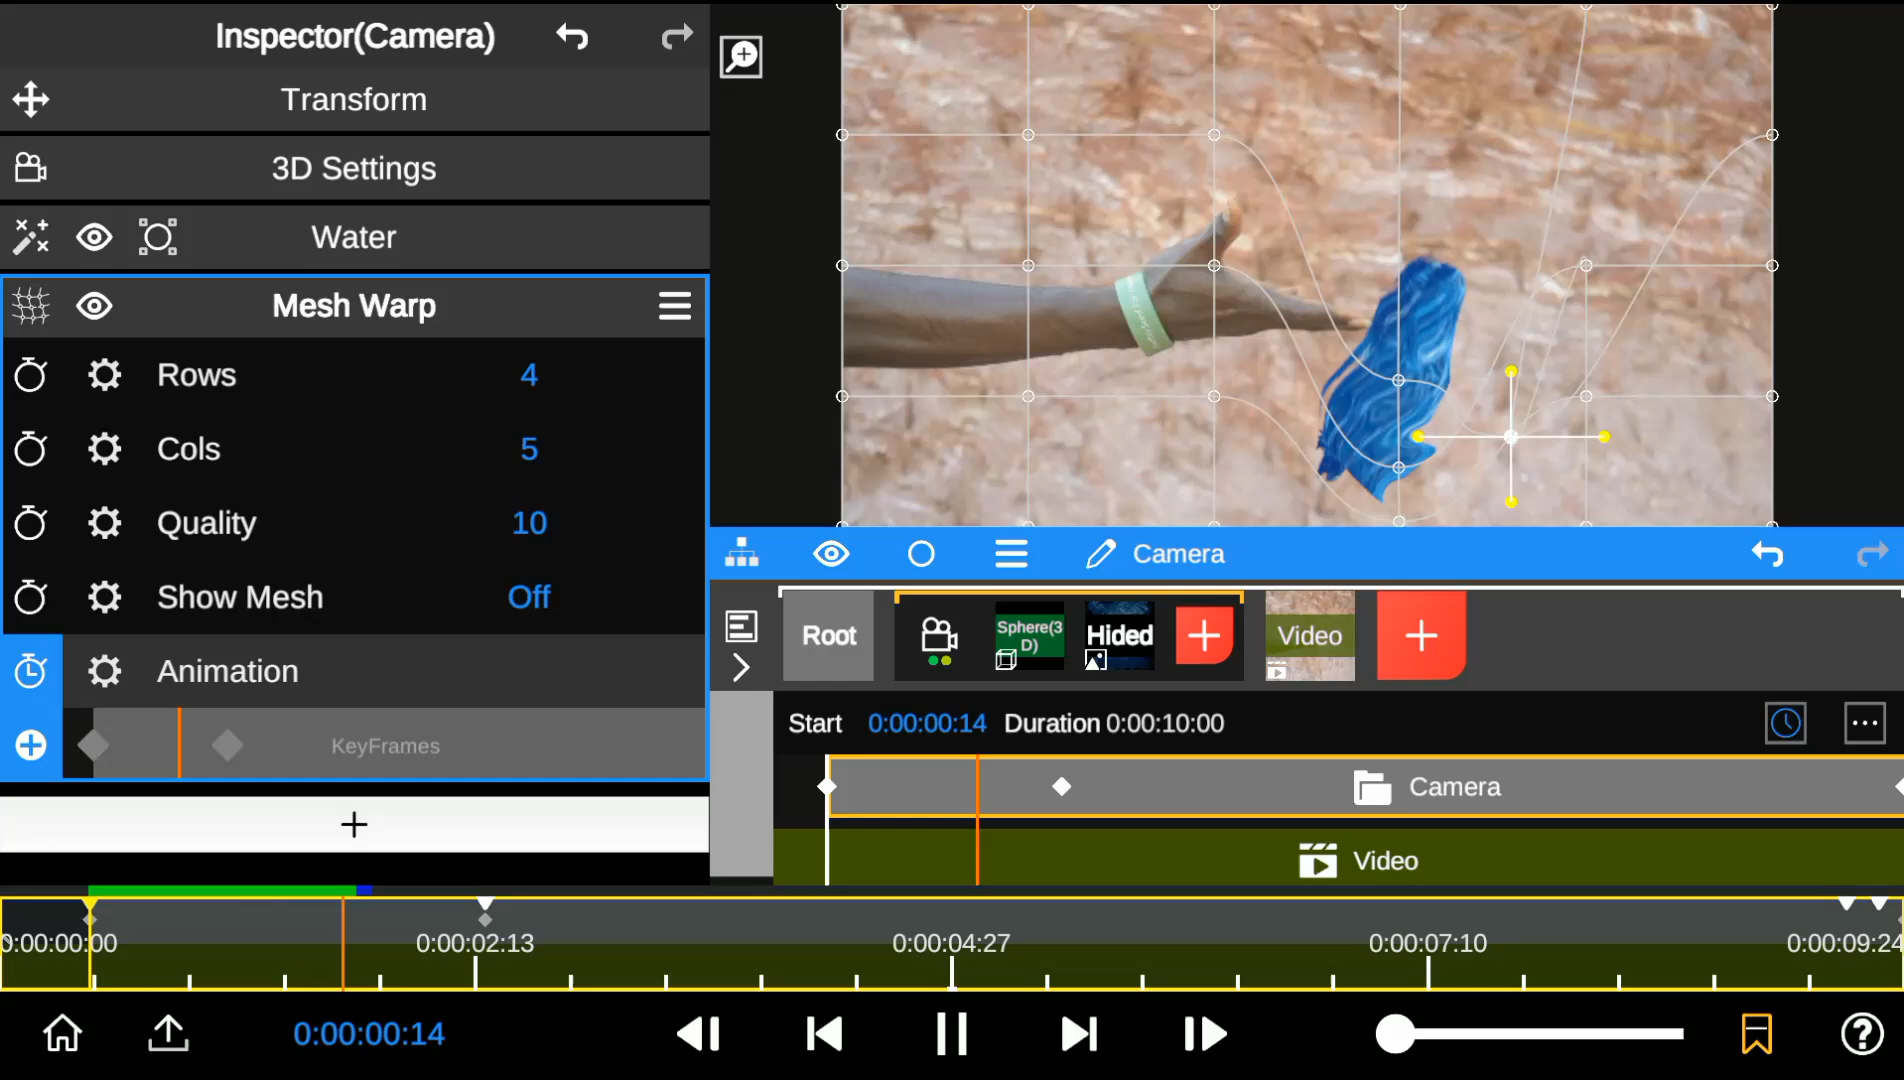 Inspector(Camera)
Transform
3D Settings
Water
Mesh Warp
Rows 4
Cols 5
Quality 10
Show Mesh Off
Animation
KeyFrames
+
Camera
Root
Sphere(3
D)
Hided
+
Video
+
Start 0:00:00:14 Duration 0:00:10:00
Camera
Video
0:00:00:00 0:00:02:13 0:00:04:27 0:00:07:10 0:00:09:24
0:00:00:14